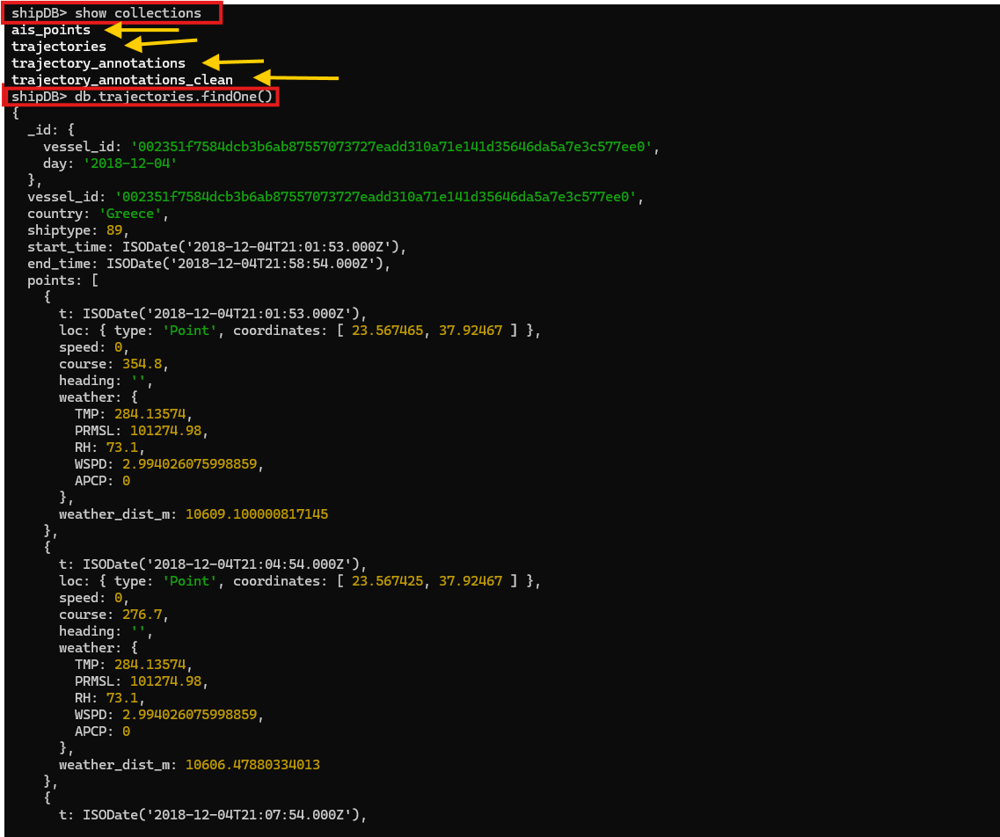 shipDB> show collections
ais_points
trajectories
trajectory_annotations
trajectory_annotations_clean
shipDB> db.trajectories.findOne()
{
  _id: {
    vessel_id: '002351f7584dcb3b6ab87557073727eadd310a71e141d35646da5a7e3c577ee0',
    day: '2018-12-04'
  },
  vessel_id: '002351f7584dcb3b6ab87557073727eadd310a71e141d35646da5a7e3c577ee0',
  country: 'Greece',
  shiptype: 89,
  start_time: ISODate('2018-12-04T21:01:53.000Z'),
  end_time: ISODate('2018-12-04T21:58:54.000Z'),
  points: [
    {
      t: ISODate('2018-12-04T21:01:53.000Z'),
      loc: { type: 'Point', coordinates: [ 23.567465, 37.92467 ] },
      speed: 0,
      course: 354.8,
      heading: '',
      weather: {
        TMP: 284.13574,
        PRMSL: 101274.98,
        RH: 73.1,
        WSPD: 2.994026075998859,
        APCP: 0
      },
      weather_dist_m: 10609.100000817145
    },
    {
      t: ISODate('2018-12-04T21:04:54.000Z'),
      loc: { type: 'Point', coordinates: [ 23.567425, 37.92467 ] },
      speed: 0,
      course: 276.7,
      heading: '',
      weather: {
        TMP: 284.13574,
        PRMSL: 101274.98,
        RH: 73.1,
        WSPD: 2.994026075998859,
        APCP: 0
      },
      weather_dist_m: 10606.47880334013
    },
    {
      t: ISODate('2018-12-04T21:07:54.000Z'),